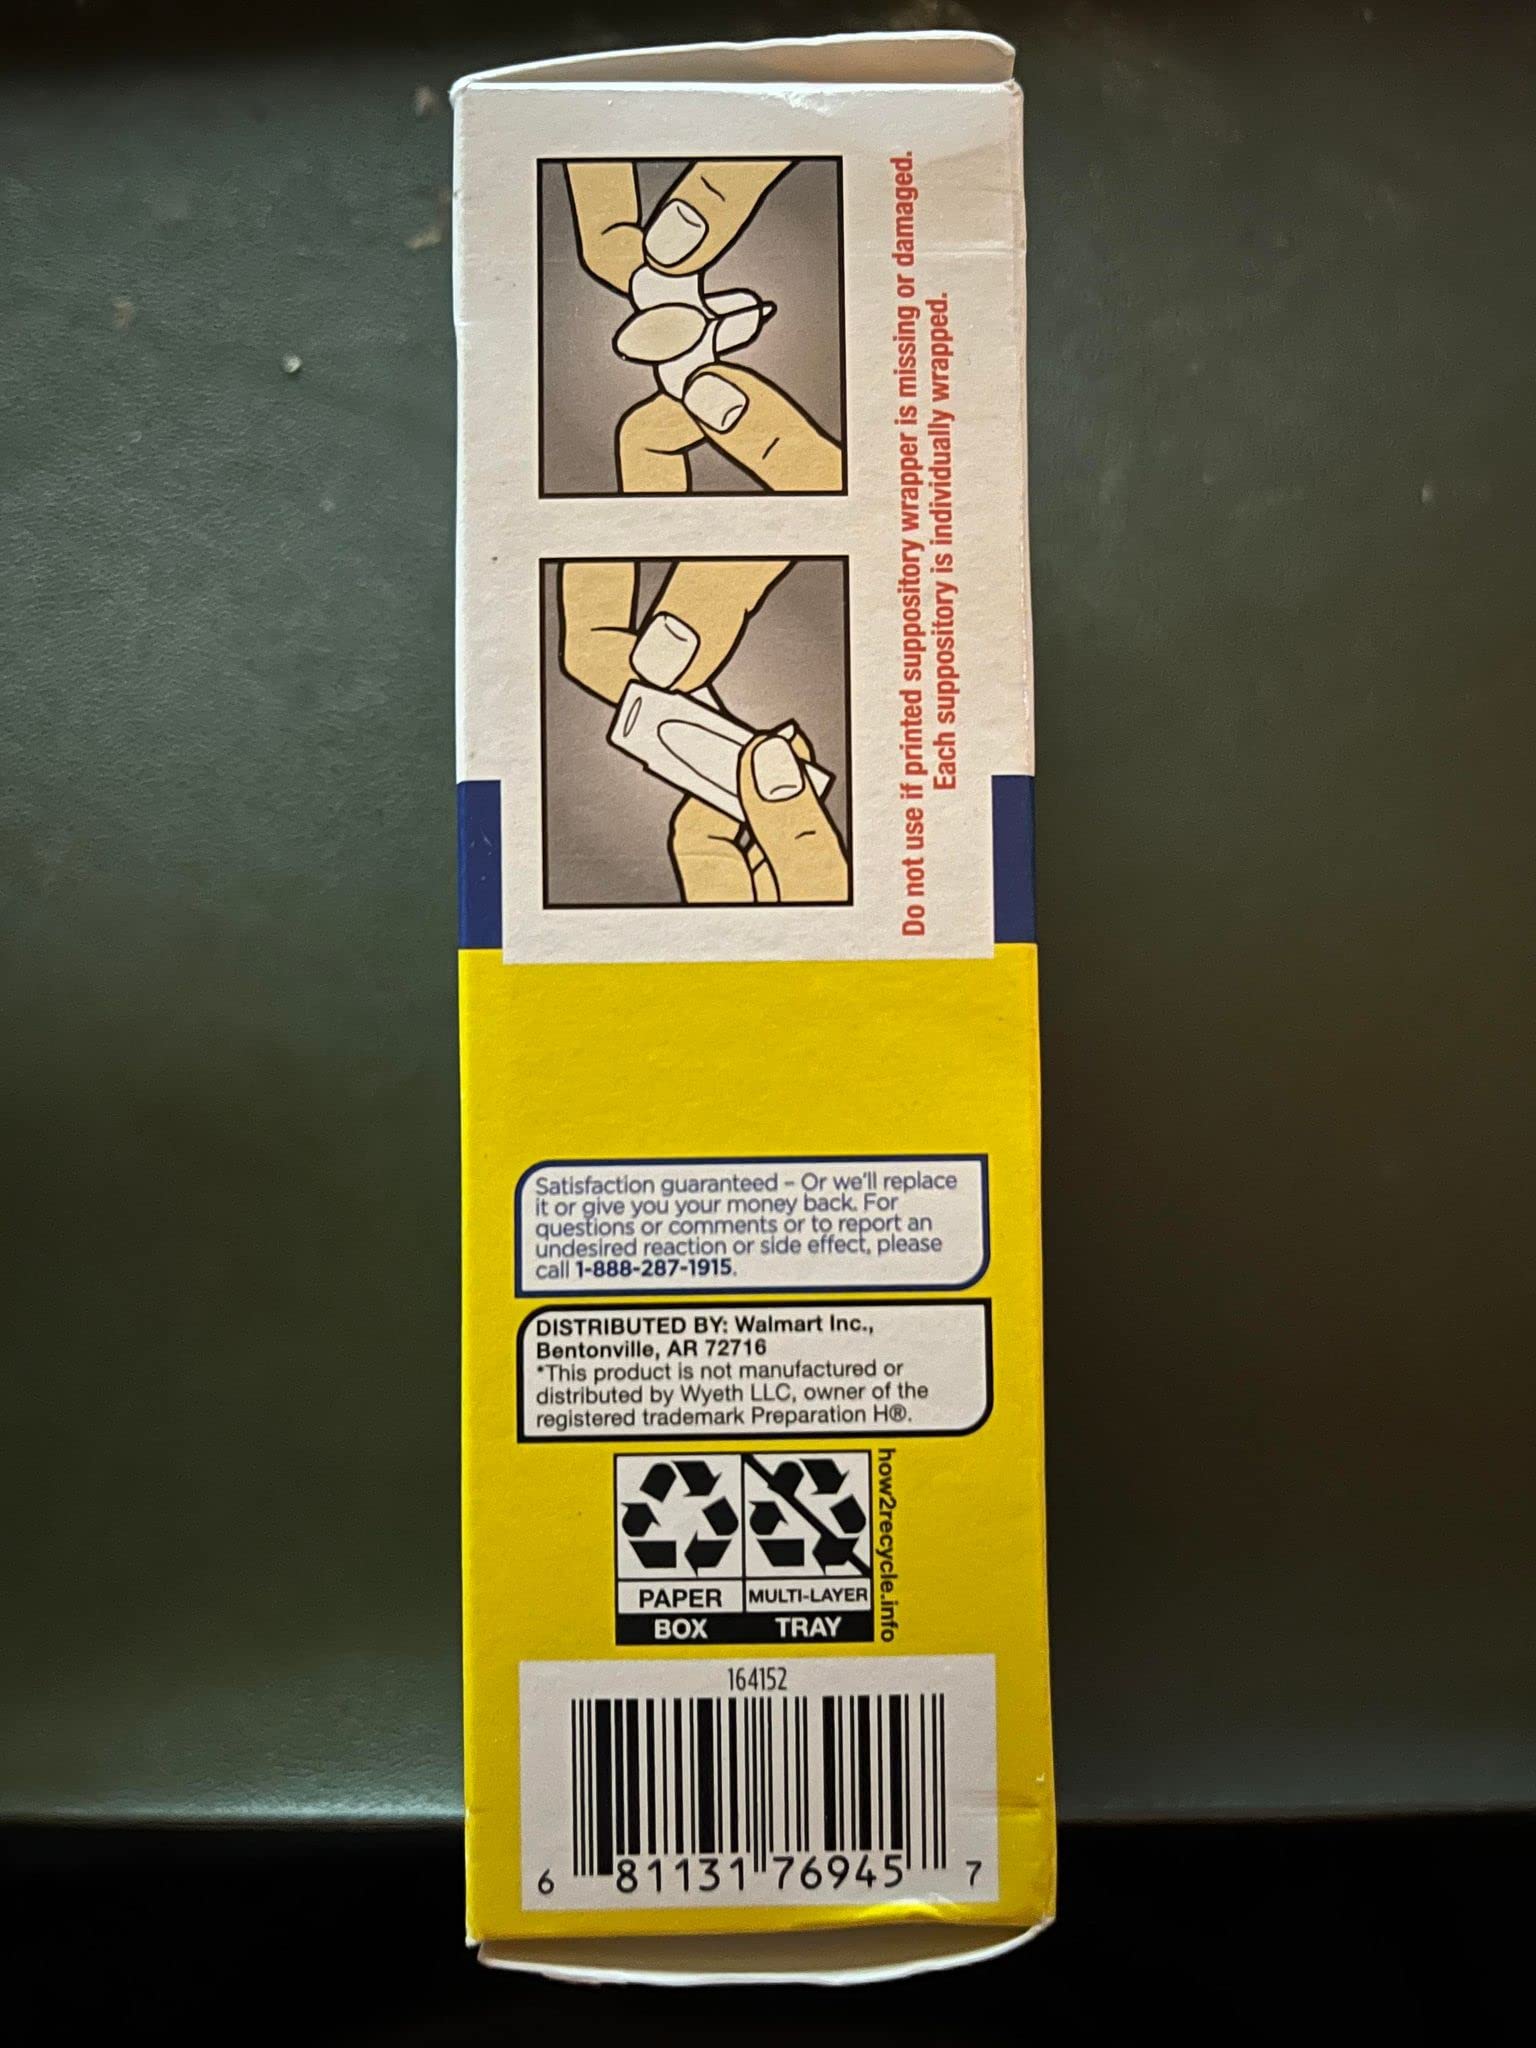 Do not use if printed suppository wrapper is missing or damaged.
Each suppository is individually wrapped.
Satisfaction guaranteed – Or we'll replace
it or give you your money back. For
questions or comments or to report an
undesired reaction or side effect, please
call 1-888-287-1915.
DISTRIBUTED BY: Walmart Inc.,
Bentonville, AR 72716
*This product is not manufactured or
distributed by Wyeth LLC, owner of the
registered trademark Preparation H®.
PAPER
BOX
MULTI-LAYER
TRAY
how2recycle.info
164152
6 81131 76945 7